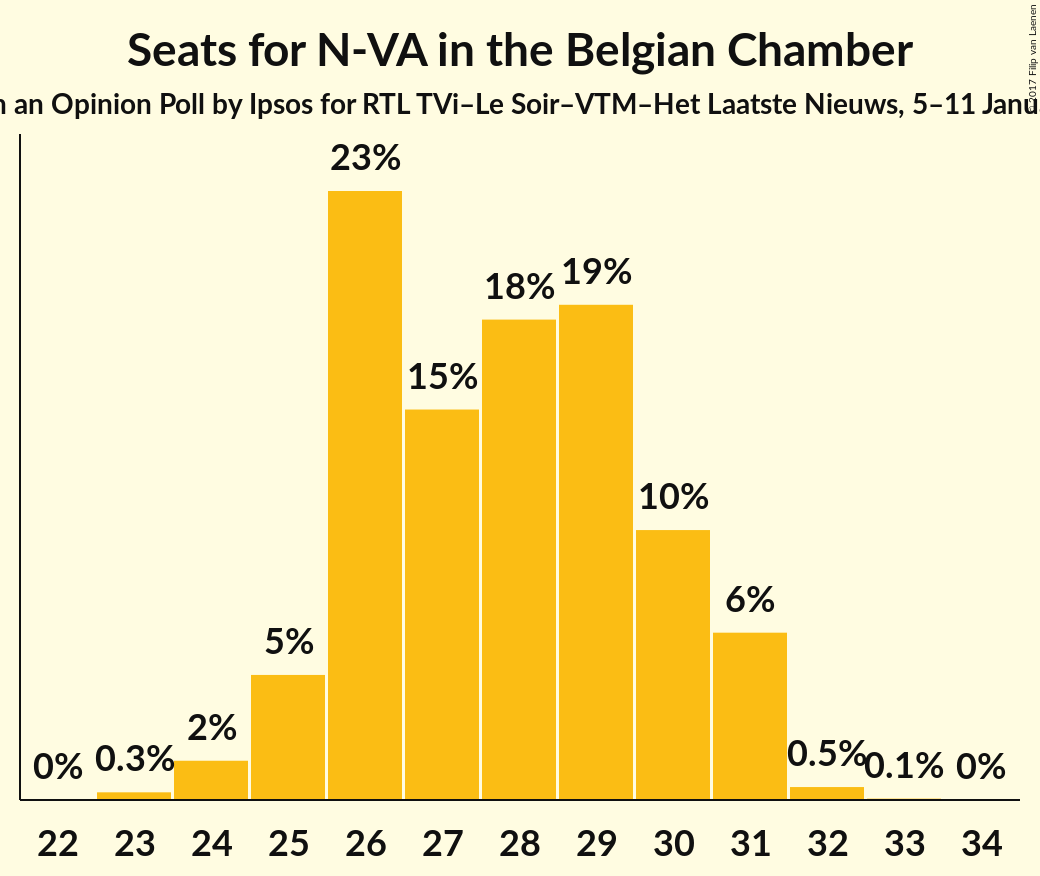 Seats for N-VA in the Belgian Chamber
an Opinion Poll by Ipsos for RTL TVi–Le Soir–VTM–Het Laatste Nieuws, 5–11
© 2017 Filip van Laenen
23%
19%
18%
15%
10%
6%
5%
2%
0% 0.3% 0.5% 0.1% 0%
22 23 24 25 26 27 28 29 30 31 32 33 34